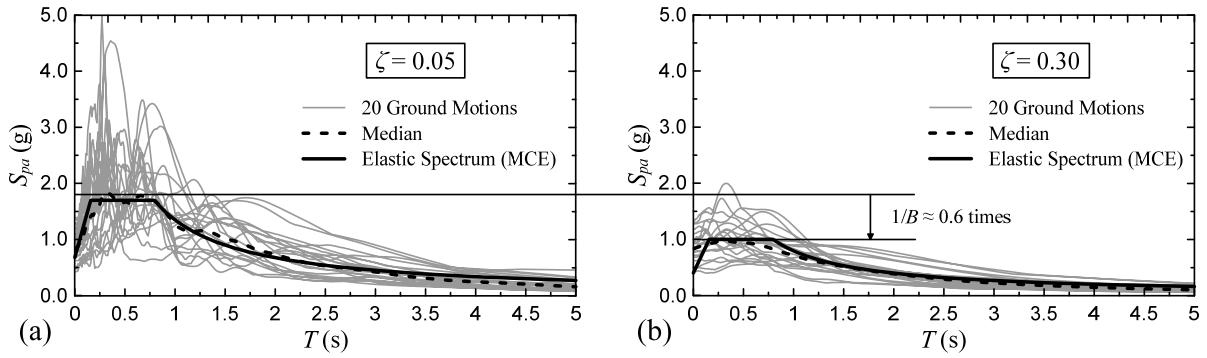 5.0
4.0
3.0
2.0
1.0
0.0
S_pa (g)
0 0.5 1 1.5 2 2.5 3 3.5 4 4.5 5
T (s)
(a)
ζ = 0.05
20 Ground Motions
Median
Elastic Spectrum (MCE)
5.0
4.0
3.0
2.0
1.0
0.0
S_pa (g)
0 0.5 1 1.5 2 2.5 3 3.5 4 4.5 5
T (s)
(b)
ζ = 0.30
20 Ground Motions
Median
Elastic Spectrum (MCE)
1/B ≈ 0.6 times